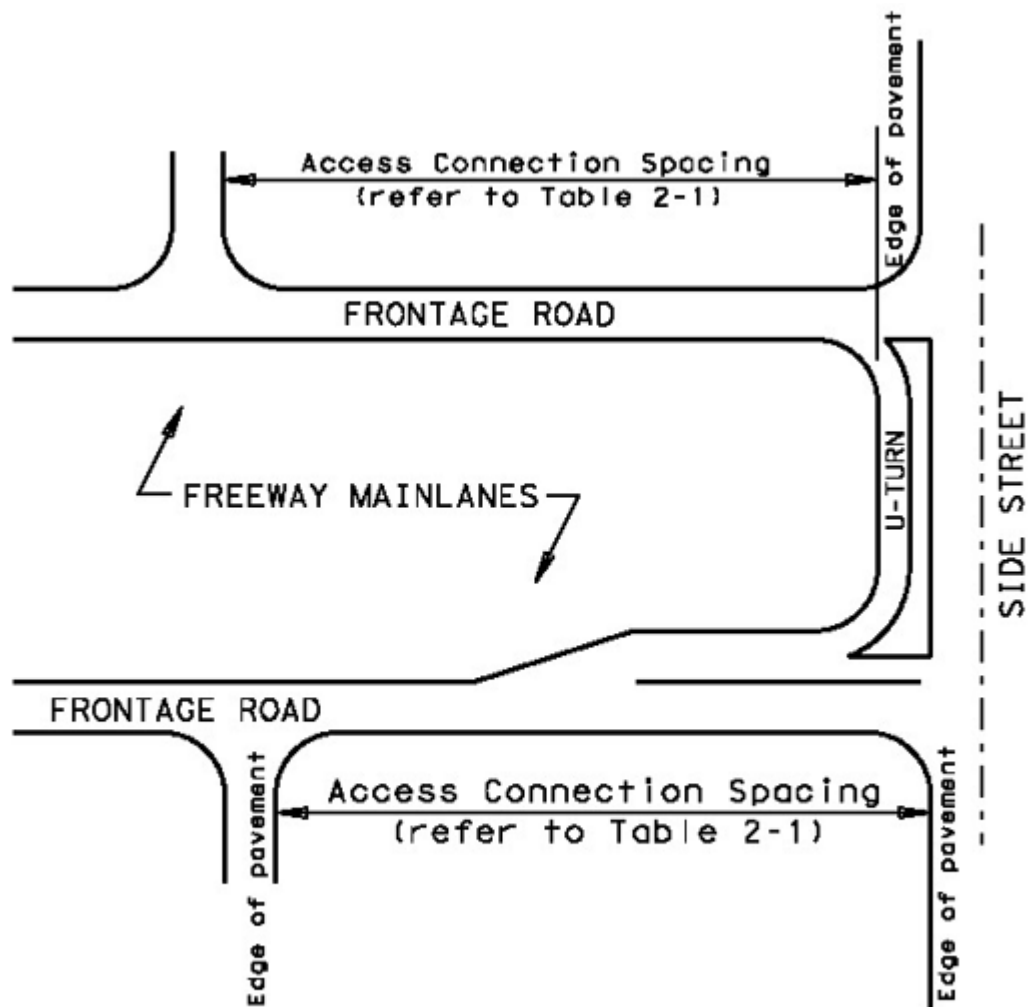 Edge of pavement
Access Connection Spacing
(refer to Table 2-1)
FRONTAGE ROAD
FREEWAY MAINLANES
U-TURN
SIDE STREET
FRONTAGE ROAD
Edge of pavement
Access Connection Spacing
(refer to Table 2-1)
Edge of pavement